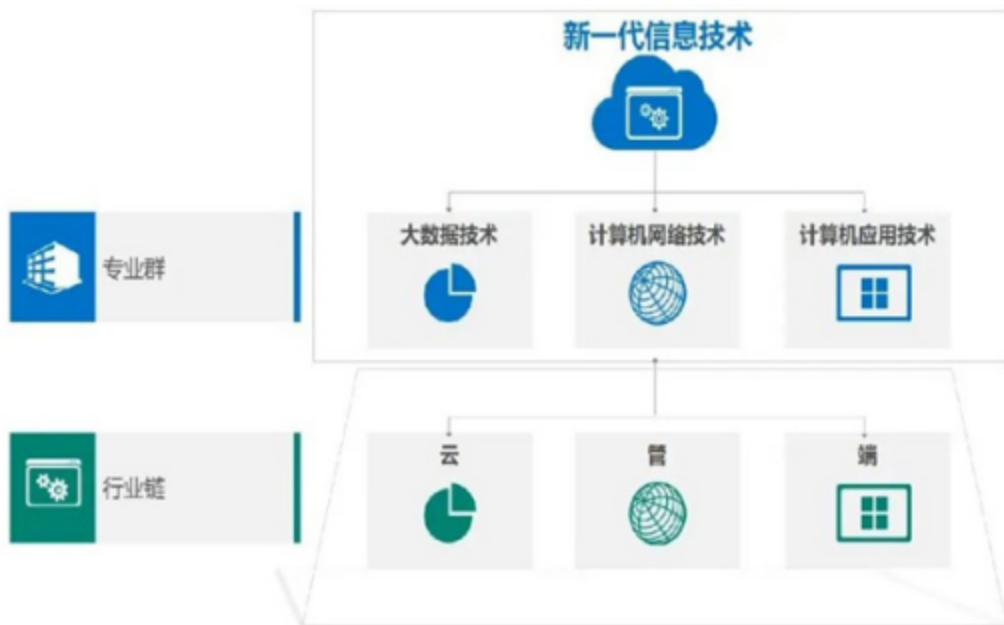 新一代信息技术
专业群
大数据技术
计算机网络技术
计算机应用技术
行业链
云
管
端